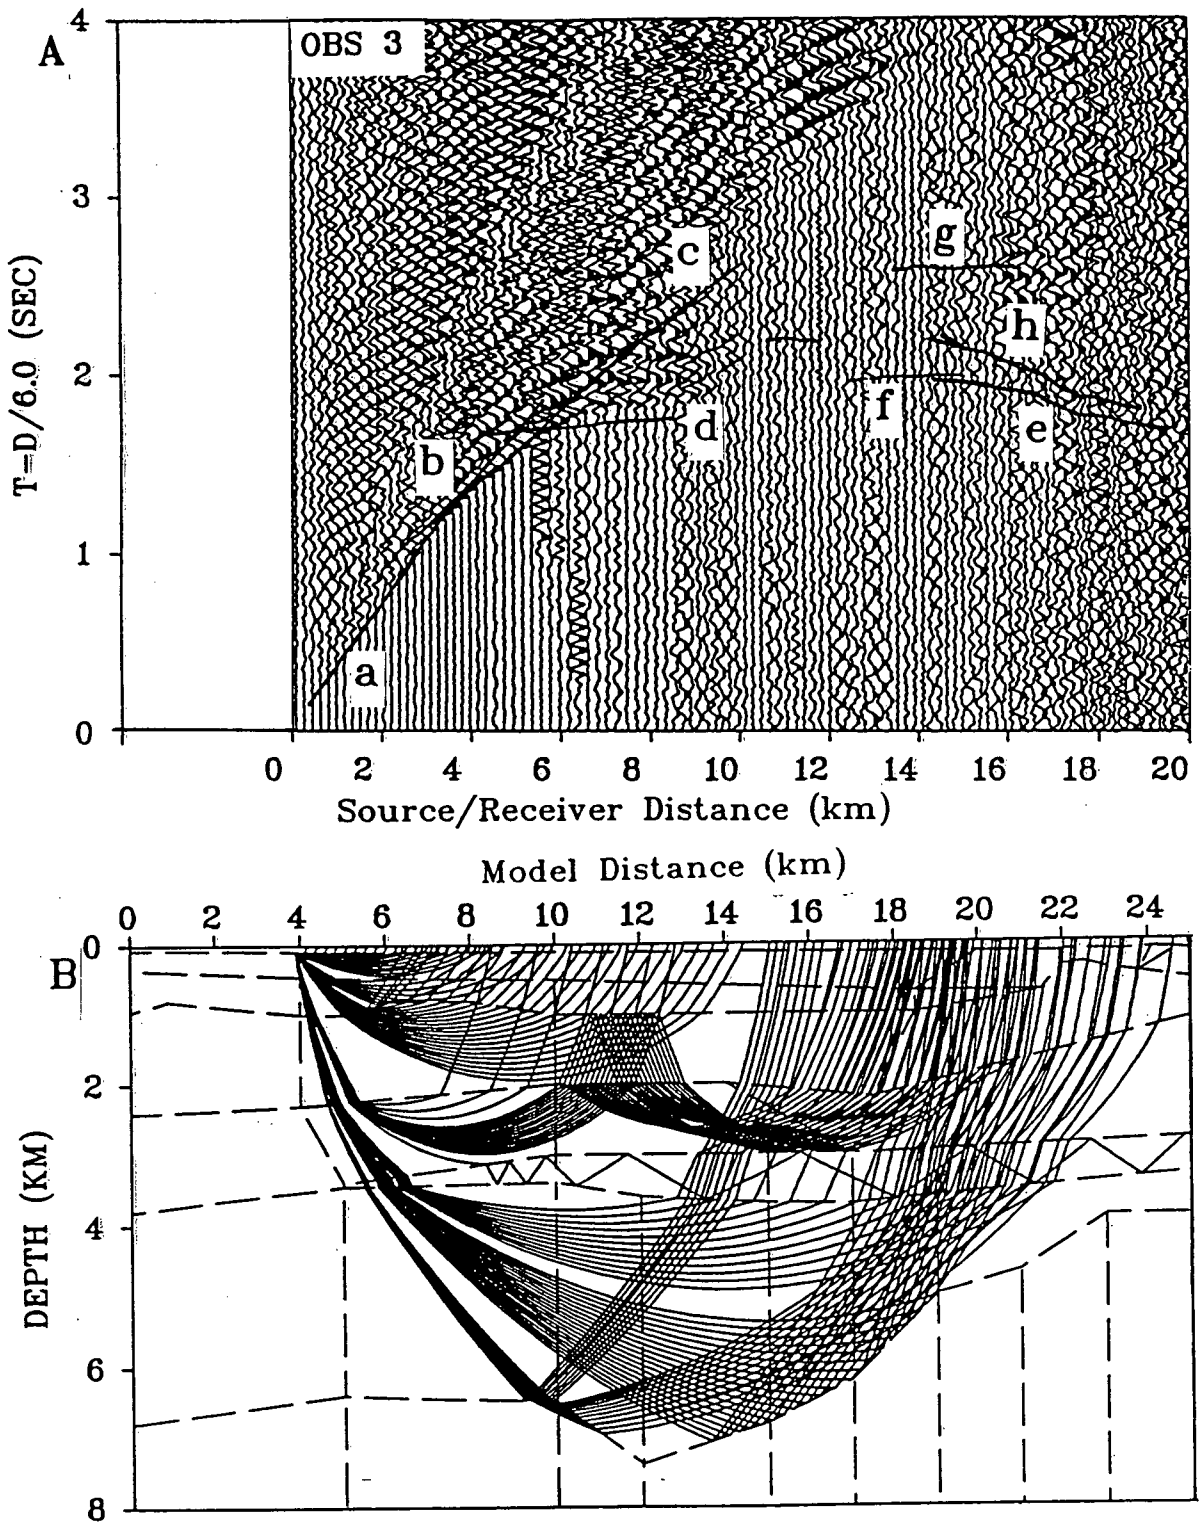 A
OBS 3
4
3
2
1
0
T=D/6.0 (SEC)
a
b
c
d
e
f
g
h
0 2 4 6 8 10 12 14 16 18 20
Source/Receiver Distance (km)
Model Distance (km)
0 2 4 6 8 10 12 14 16 18 20 22 24
B
0
2
4
6
8
DEPTH (KM)